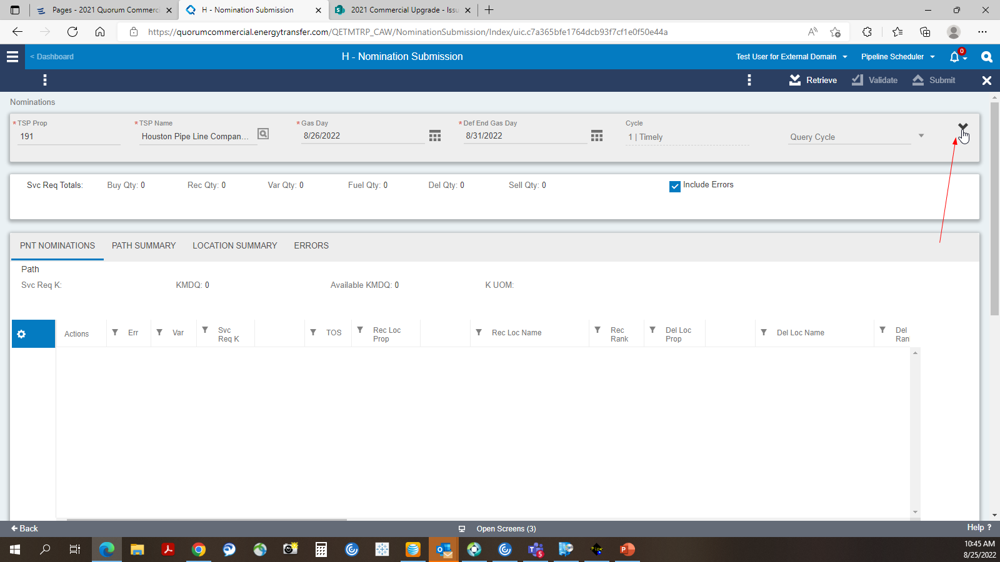 Pages - 2021 Quorum Commerc
H - Nomination Submission
2021 Commercial Upgrade - Issu
https://quorumcommercial.energytransfer.com/QETMTRP_CAW/NominationSubmission/Index/uic.c7a365bfe1764dcb93f7cf1e0f50e44a
< Dashboard
H - Nomination Submission
Test User for External Domain
Pipeline Scheduler
0
Retrieve
Validate
Submit
Nominations
* TSP Prop
* TSP Name
* Gas Day
* Def End Gas Day
Cycle
191
Houston Pipe Line Compan...
8/26/2022
8/31/2022
1 | Timely
Query Cycle
Svc Req Totals:
Buy Qty: 0
Rec Qty: 0
Var Qty: 0
Fuel Qty: 0
Del Qty: 0
Sell Qty: 0
Include Errors
PNT NOMINATIONS
PATH SUMMARY
LOCATION SUMMARY
ERRORS
Path
Svc Req K:
KMDQ: 0
Available KMDQ: 0
K UOM:
Actions
Err
Var
Svc
Req K
TOS
Rec Loc
Prop
Rec Loc Name
Rec
Rank
Del Loc
Prop
Del Loc Name
Del
Ran
Back
Open Screens (3)
Help ?
5
Pipe
10:45 AM
8/25/2022